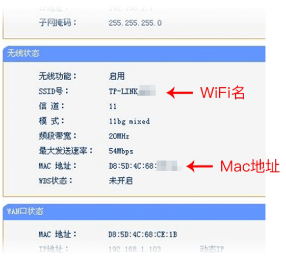 子网掩码： 255.255.255.0
无线状态
无线功能： 启用
SSID号： TP-LINK ← WiFi名
信 道： 11
模 式： 11bg mixed
频段带宽： 20MHz
最大发送速率： 54Mbps
MAC 地址： D8:5D:4C:68: ← Mac地址
WDS状态： 未开启
WAN口状态
MAC 地址： D8:5D:4C:68:CE:1B
IP地址： 192.168.1.103 动态IP